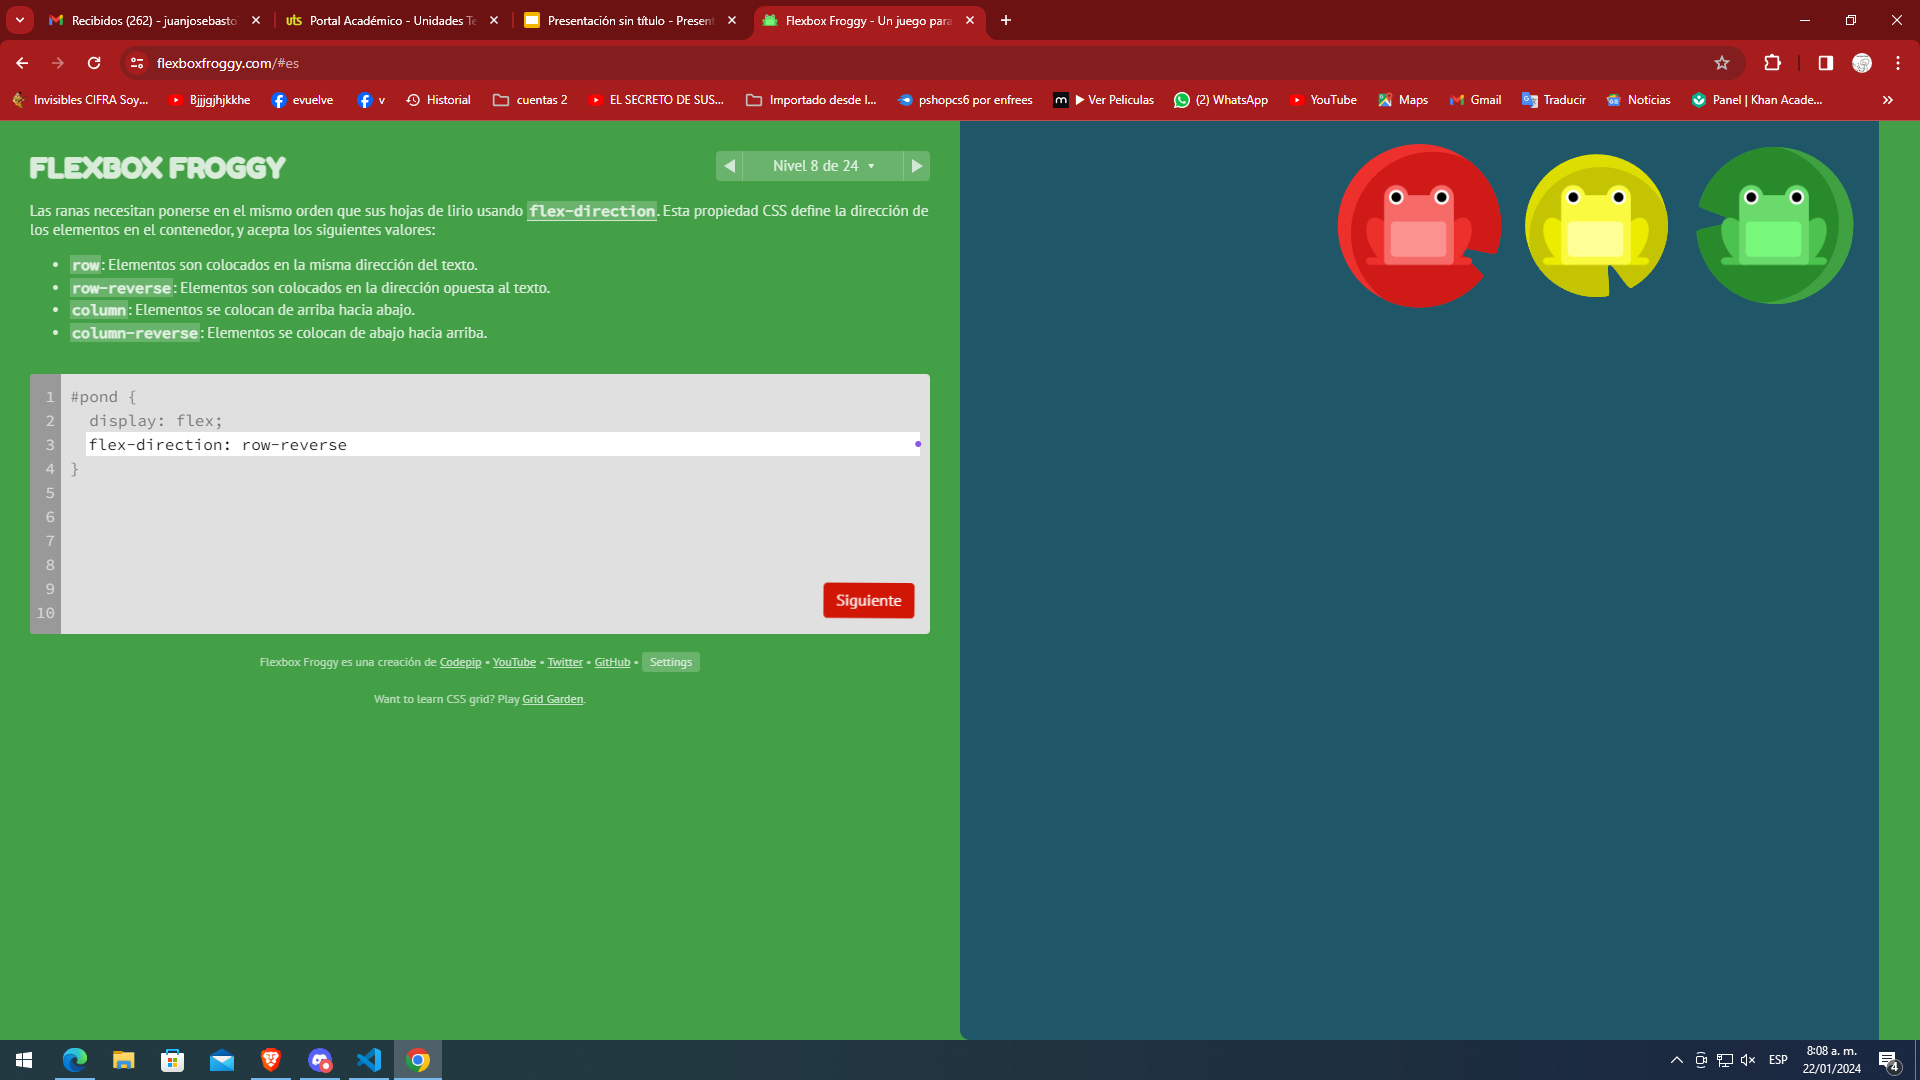 Recibidos (262) - juanjosebasto
Portal Académico - Unidades Te
Presentación sin título - Present
Flexbox Froggy - Un juego para
flexboxfroggy.com/#es
Invisibles CIFRA Soy...
Bjjjgjhjkkhe
evuelve
v
Historial
cuentas 2
EL SECRETO DE SUS...
Importado desde l...
pshopcs6 por enfrees
Ver Peliculas
(2) WhatsApp
YouTube
Maps
Gmail
Traducir
Noticias
Panel | Khan Acade...
FLEXBOX FROGGY
Nivel 8 de 24
Las ranas necesitan ponerse en el mismo orden que sus hojas de lirio usando flex-direction. Esta propiedad CSS define la dirección de
los elementos en el contenedor, y acepta los siguientes valores:
row: Elementos son colocados en la misma dirección del texto.
row-reverse: Elementos son colocados en la dirección opuesta al texto.
column: Elementos se colocan de arriba hacia abajo.
column-reverse: Elementos se colocan de abajo hacia arriba.
1 #pond {
2 display: flex;
3 flex-direction: row-reverse
4 }
5
6
7
8
9
10
Siguiente
Flexbox Froggy es una creación de Codepip • YouTube • Twitter • GitHub • Settings
Want to learn CSS grid? Play Grid Garden.
ESP
8:08 a. m.
22/01/2024
4